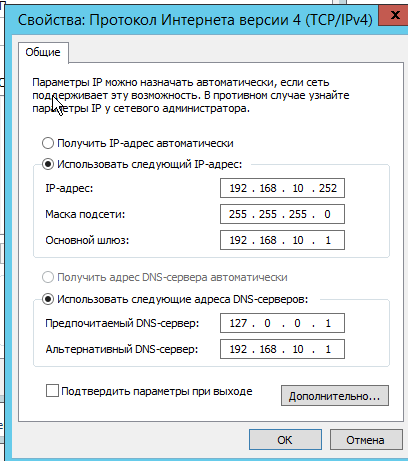 Свойства: Протокол Интернета версии 4 (TCP/IPv4)
Общие
Параметры IP можно назначать автоматически, если сеть
поддерживает эту возможность. В противном случае узнайте
параметры IP у сетевого администратора.
Получить IP-адрес автоматически
Использовать следующий IP-адрес:
IP-адрес: 192 . 168 . 10 . 252
Маска подсети: 255 . 255 . 255 . 0
Основной шлюз: 192 . 168 . 10 . 1
Получить адрес DNS-сервера автоматически
Использовать следующие адреса DNS-серверов:
Предпочитаемый DNS-сервер: 127 . 0 . 0 . 1
Альтернативный DNS-сервер: 192 . 168 . 10 . 1
Подтвердить параметры при выходе
Дополнительно...
ОК Отмена